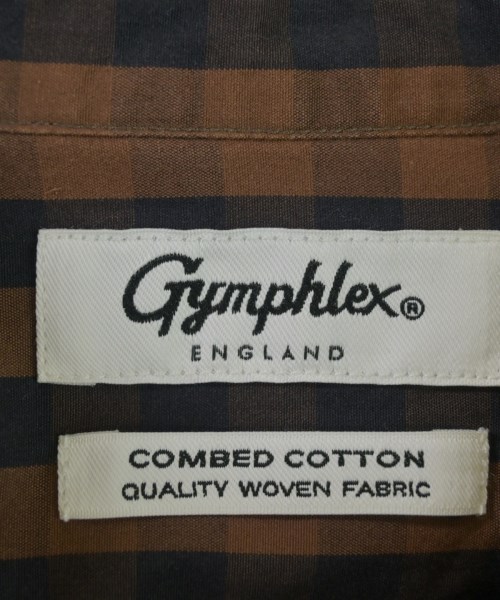 Gymphlex®
ENGLAND
COMBED COTTON
QUALITY WOVEN FABRIC